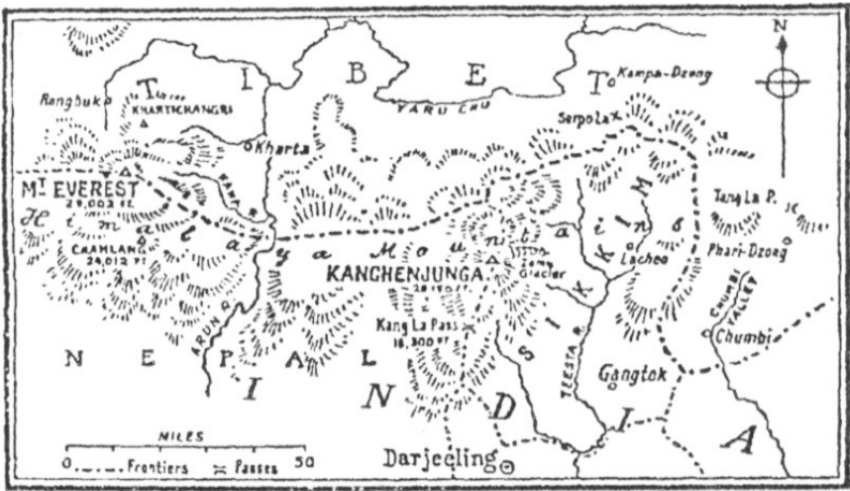 N
TIBET
Kampa-Dzong
Rongbuk
KHARTICHANGRI
YARU CHU
Serpola
Kharta
MT EVEREST
29,002 FT.
Tang La P.
Himalaya Mountains
SIKKIM
CAAMLANG
24,012 FT
KANCHENJUNGA
Zemu
Glacier
Lacheo
Phari-Dzong
CHUMBI
VALLEY
Chumbi
ARUN R.
Kang La Pass
16,300 FT
TEESTA R.
Gangtok
NEPAL
INDIA
MILES
0 50
Frontiers Passes
Darjeeling